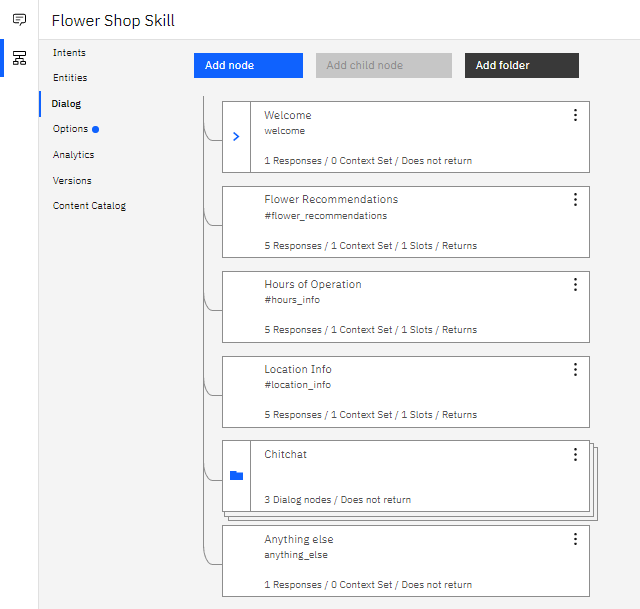 Flower Shop Skill
Intents
Entities
Dialog
Options
Analytics
Versions
Content Catalog
Add node
Add child node
Add folder
Welcome
welcome
1 Responses / 0 Context Set / Does not return
Flower Recommendations
#flower_recommendations
5 Responses / 1 Context Set / 1 Slots / Returns
Hours of Operation
#hours_info
5 Responses / 1 Context Set / 1 Slots / Returns
Location Info
#location_info
5 Responses / 1 Context Set / 1 Slots / Returns
Chitchat
3 Dialog nodes / Does not return
Anything else
anything_else
1 Responses / 0 Context Set / Does not return